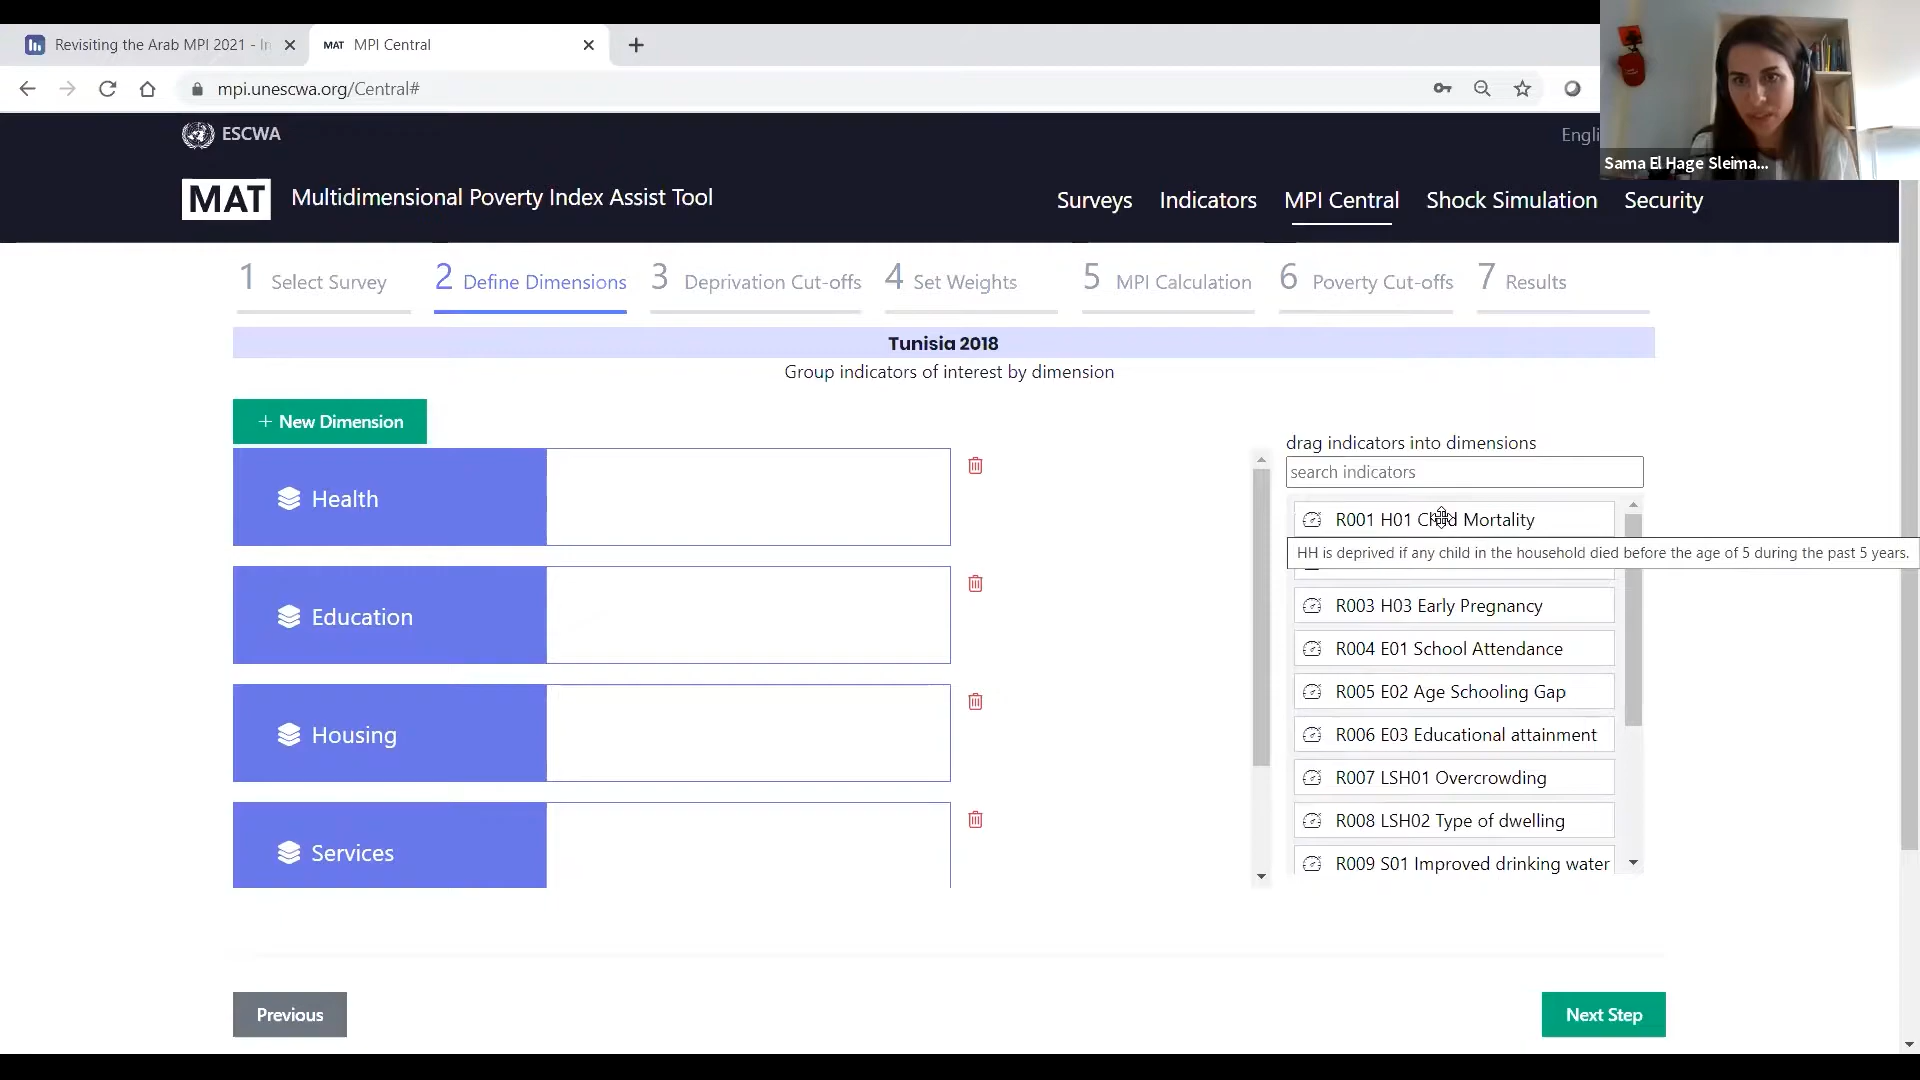 Revisiting the Arab MPI 2021 - In
MAT MPI Central
mpi.unescwa.org/Central#
ESCWA
Engli
Sama El Hage Sleima...
MAT Multidimensional Poverty Index Assist Tool
Surveys Indicators MPI Central Shock Simulation Security
1 Select Survey 2 Define Dimensions 3 Deprivation Cut-offs 4 Set Weights 5 MPI Calculation 6 Poverty Cut-offs 7 Results
Tunisia 2018
Group indicators of interest by dimension
+ New Dimension
Health
Education
Housing
Services
drag indicators into dimensions
search indicators
R001 H01 Child Mortality
HH is deprived if any child in the household died before the age of 5 during the past 5 years.
R003 H03 Early Pregnancy
R004 E01 School Attendance
R005 E02 Age Schooling Gap
R006 E03 Educational attainment
R007 LSH01 Overcrowding
R008 LSH02 Type of dwelling
R009 S01 Improved drinking water
Previous
Next Step